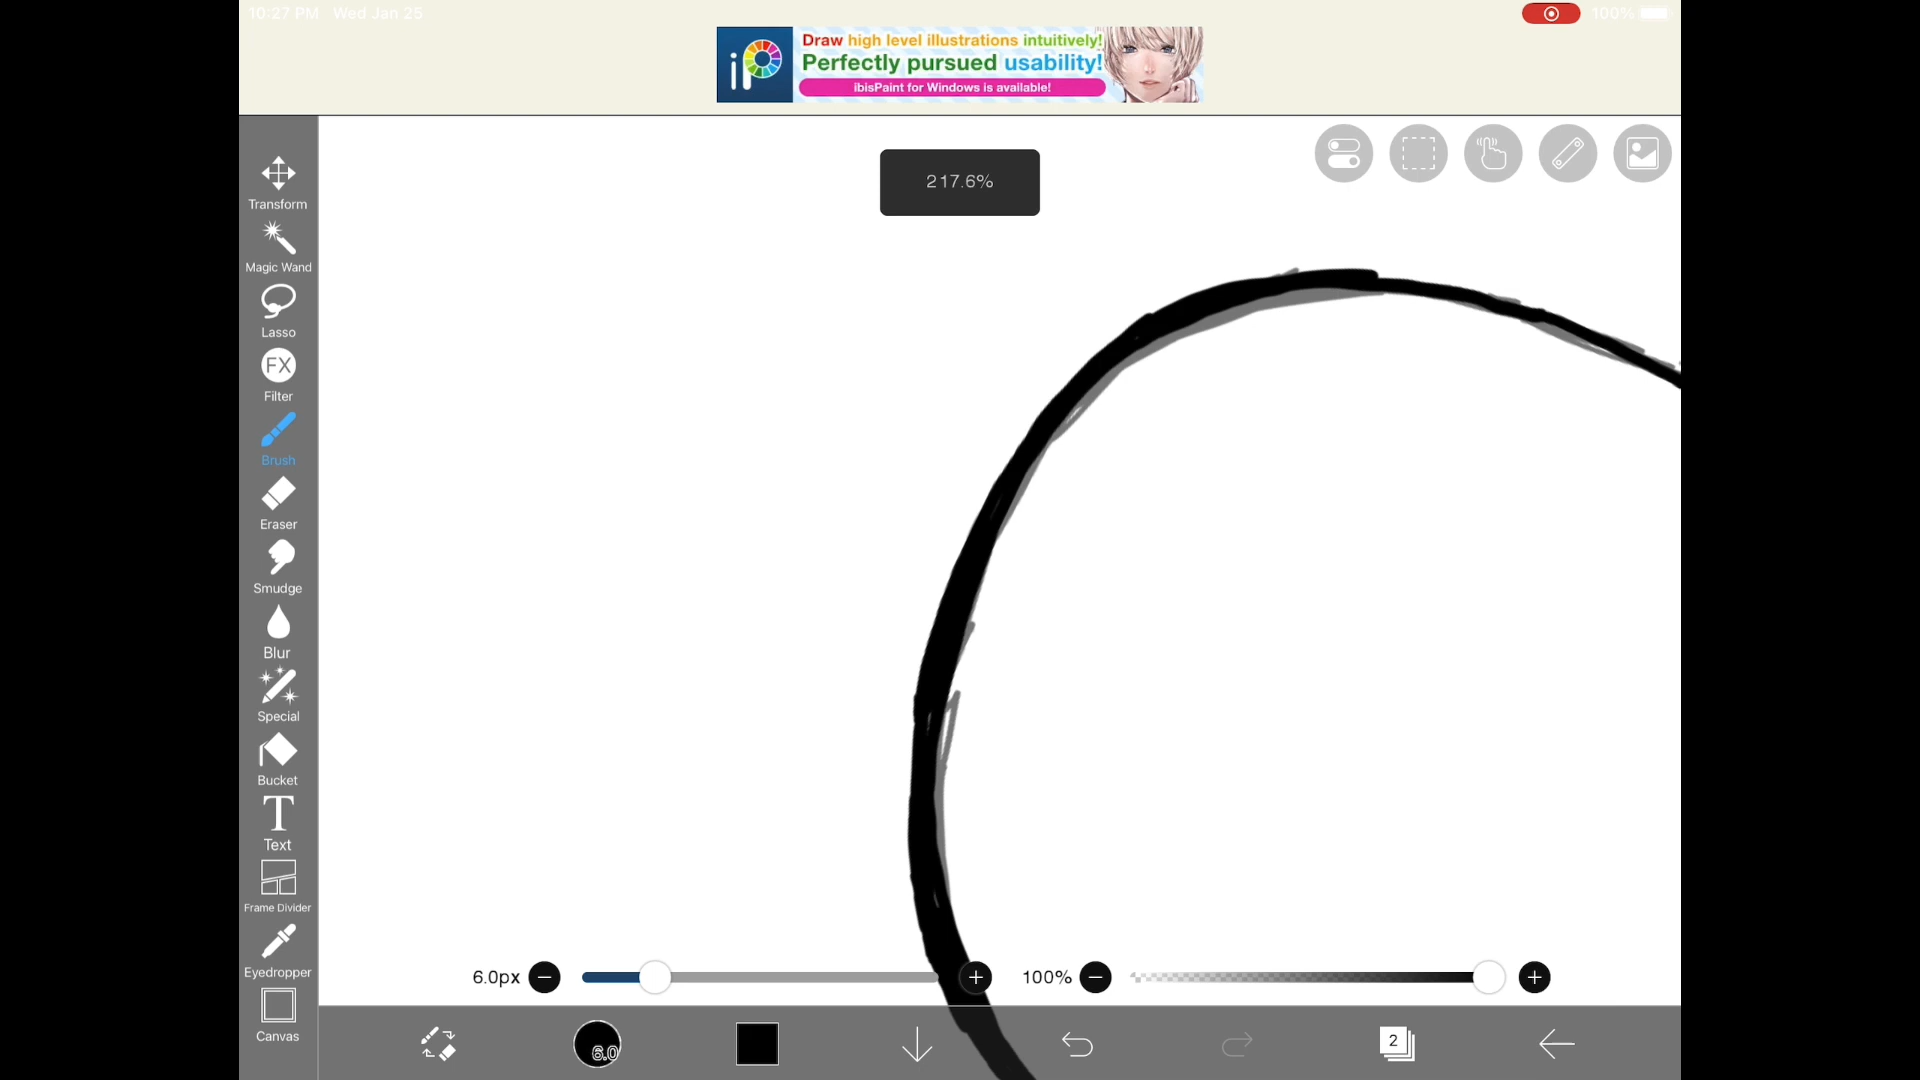 10:27 PM Wed Jan 25
100%
iP
Draw high level illustrations intuitively!
Perfectly pursued usability!
ibisPaint for Windows is available!
217.6%
Transform
Magic Wand
Lasso
FX
Filter
Brush
Eraser
Smudge
Blur
Special
Bucket
T
Text
Frame Divider
Eyedropper
Canvas
6.0px
100%
6.0
2